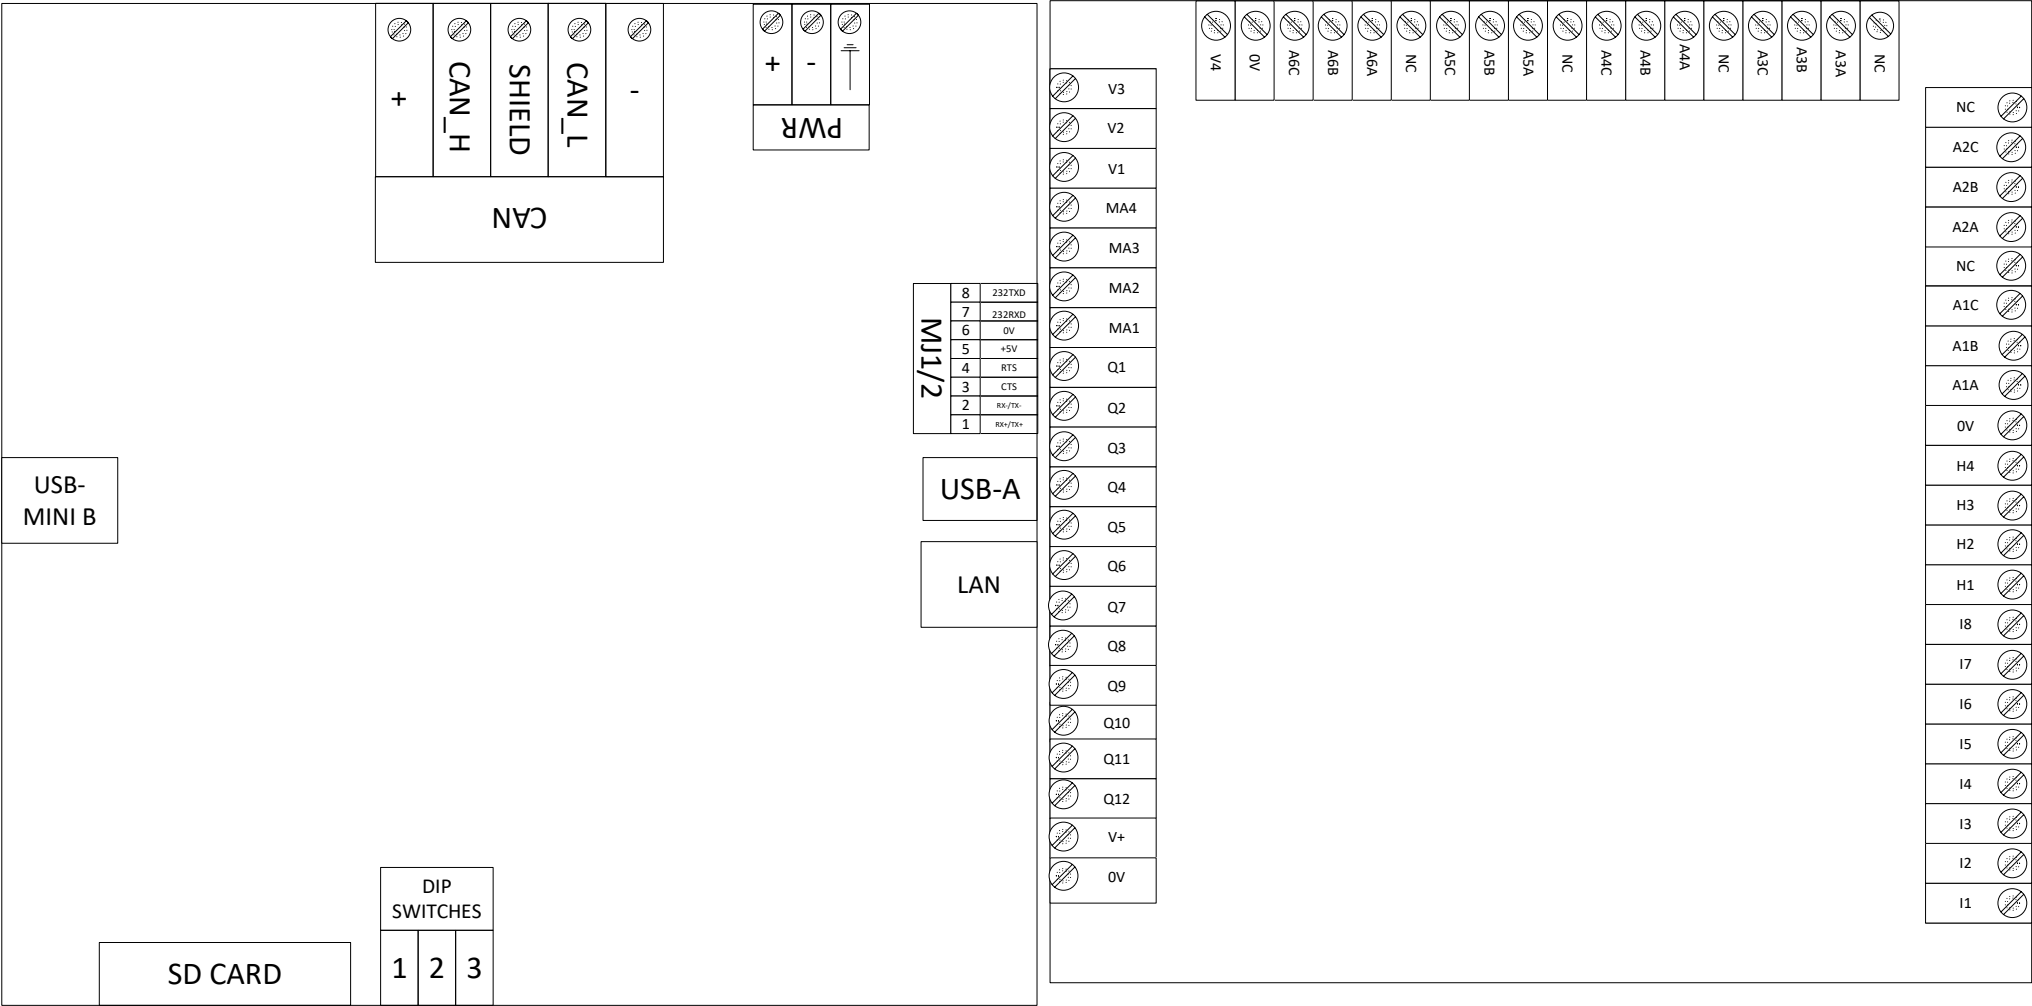 +
CAN_H
SHIELD
CAN_L
-
CAN
+
-
PWR
8 232TXD
7 232RXD
6 0V
5 +5V
4 RTS
3 CTS
2 RX-/TX-
1 RX+/TX+
MJ1/2
USB-
MINI B
USB-A
LAN
DIP
SWITCHES
1 2 3
SD CARD
V4
0V
A6C
A6B
A6A
NC
A5C
A5B
A5A
NC
A4C
A4B
A4A
NC
A3C
A3B
A3A
NC
V3
V2
V1
MA4
MA3
MA2
MA1
Q1
Q2
Q3
Q4
Q5
Q6
Q7
Q8
Q9
Q10
Q11
Q12
V+
0V
NC
A2C
A2B
A2A
NC
A1C
A1B
A1A
0V
H4
H3
H2
H1
I8
I7
I6
I5
I4
I3
I2
I1